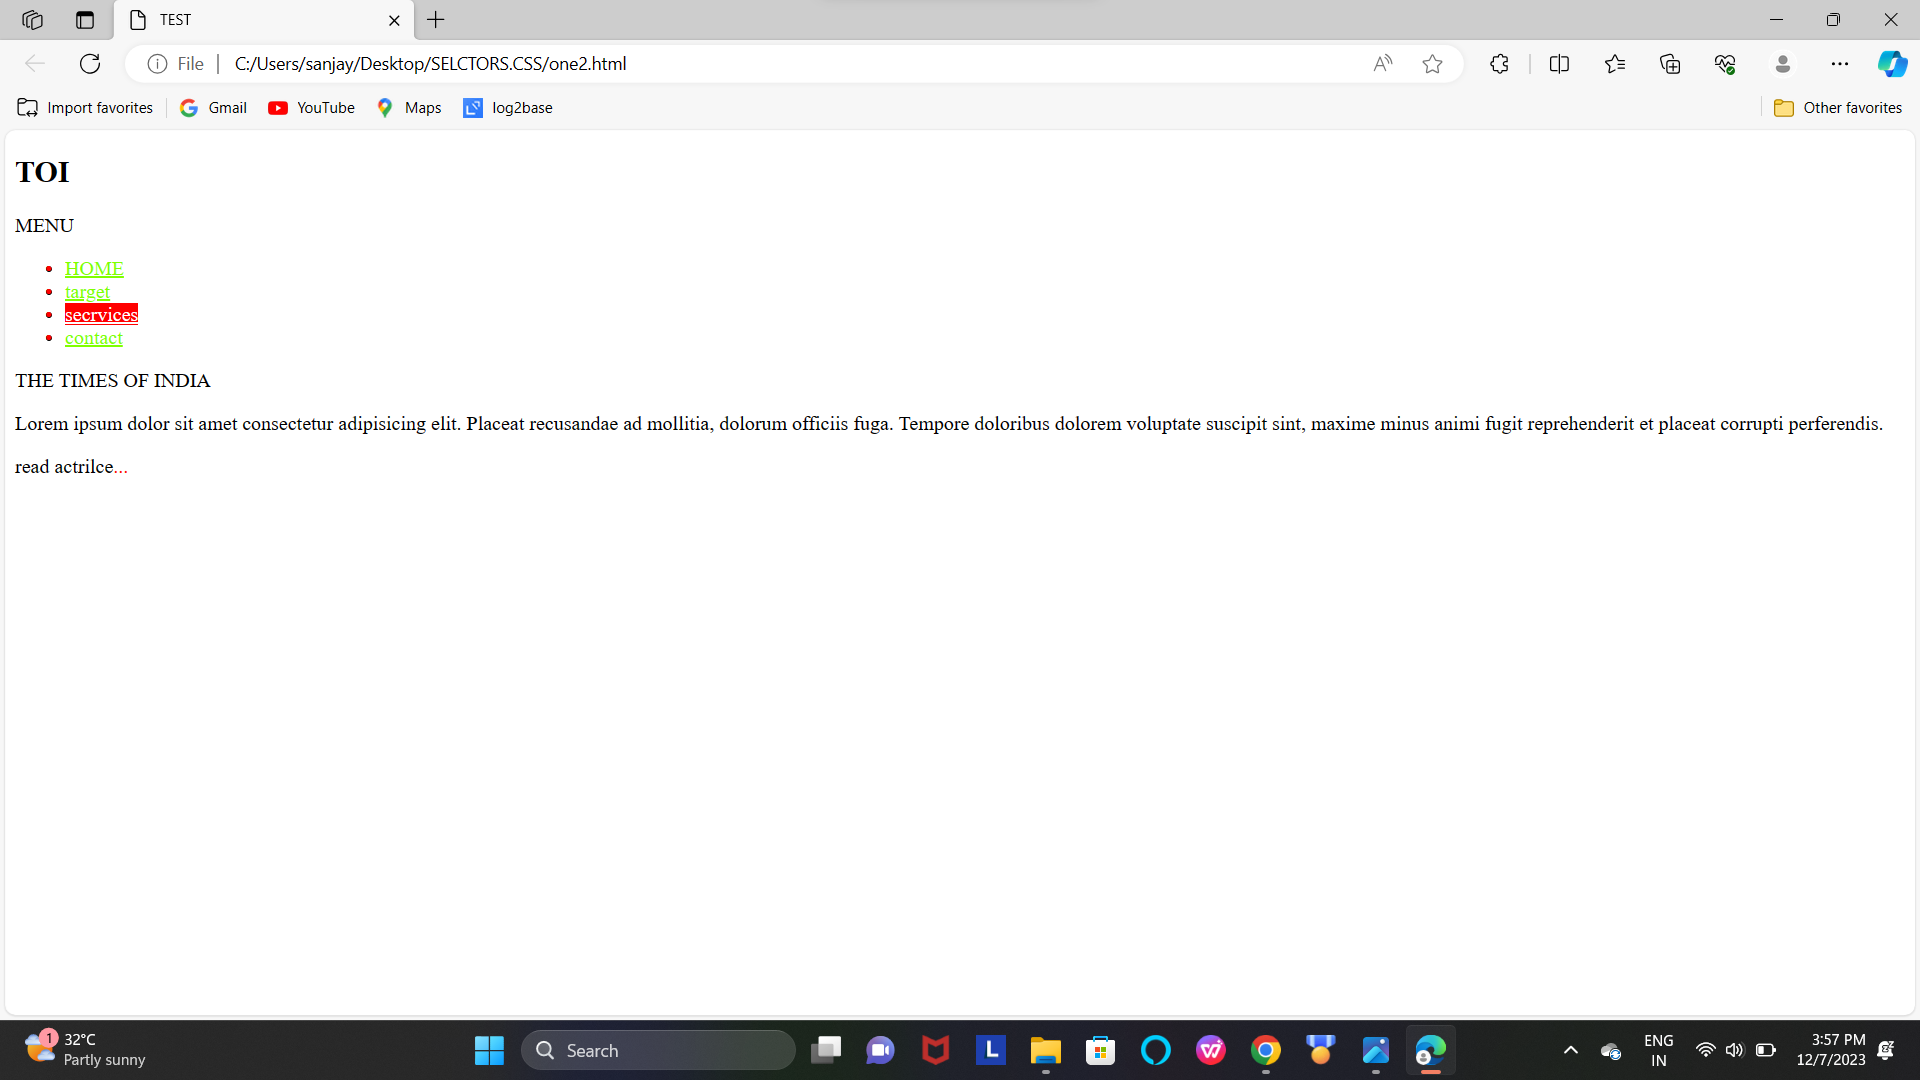 TEST
File
C:/Users/sanjay/Desktop/SELCTORS.CSS/one2.html
Import favorites
Gmail
YouTube
Maps
log2base
Other favorites
TOI
MENU
HOME
target
secrvices
contact
THE TIMES OF INDIA
Lorem ipsum dolor sit amet consectetur adipisicing elit. Placeat recusandae ad mollitia, dolorum officiis fuga. Tempore doloribus dolorem voluptate suscipit sint, maxime minus animi fugit reprehenderit et placeat corrupti perferendis.
read actrilce...
1
32°C
Partly sunny
Search
L
ENG
IN
3:57 PM
12/7/2023